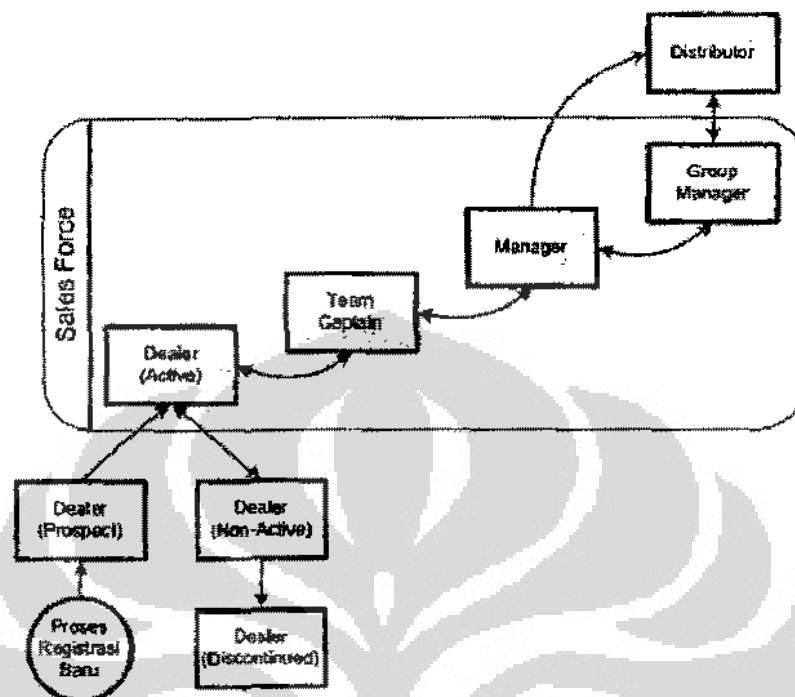 Distributor
Group
Manager
Manager
Team
Captain
Sales Force
Dealer
(Active)
Dealer
(Prospect)
Dealer
(Non-Active)
Proses
Registrasi
Baru
Dealer
(Discontinued)